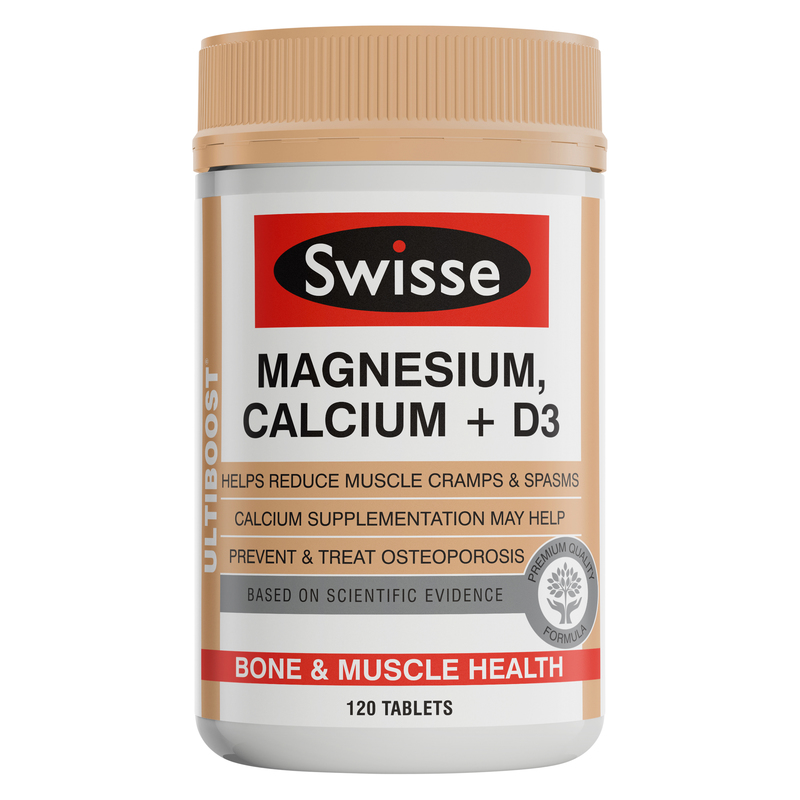 Swisse
MAGNESIUM,
CALCIUM + D3
ULTIBOOST
HELPS REDUCE MUSCLE CRAMPS & SPASMS
CALCIUM SUPPLEMENTATION MAY HELP
PREVENT & TREAT OSTEOPOROSIS
BASED ON SCIENTIFIC EVIDENCE
PREMIUM QUALITY
FORMULA
BONE & MUSCLE HEALTH
120 TABLETS